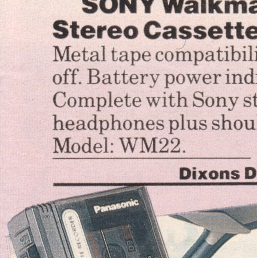 SONY Walkma
Stereo Cassette
Metal tape compatibili
off. Battery power indi
Complete with Sony st
headphones plus shou
Model: WM22.
Dixons D
Panasonic